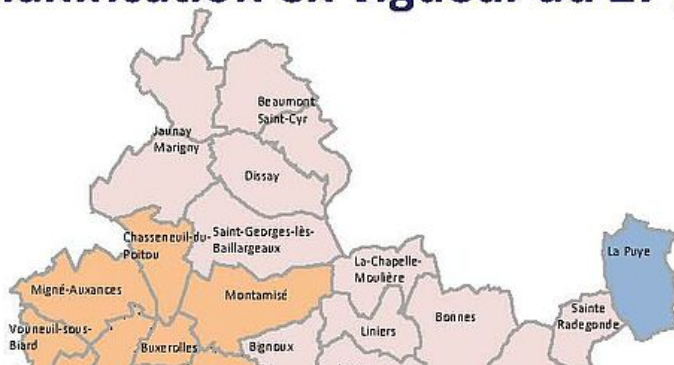 Beaumont
Saint-Cyr
Jaunay
Marigny
Dissay
Chasseneuil-du-
Poitou
Saint-Georges-lès-
Baillargeaux
La-Chapelle-
Moulière
La Puye
Migné-Auxances
Montamisé
Bonnes
Sainte
Radegonde
Vouneuil-sous-
Biard
Buxerolles
Bignoux
Liniers